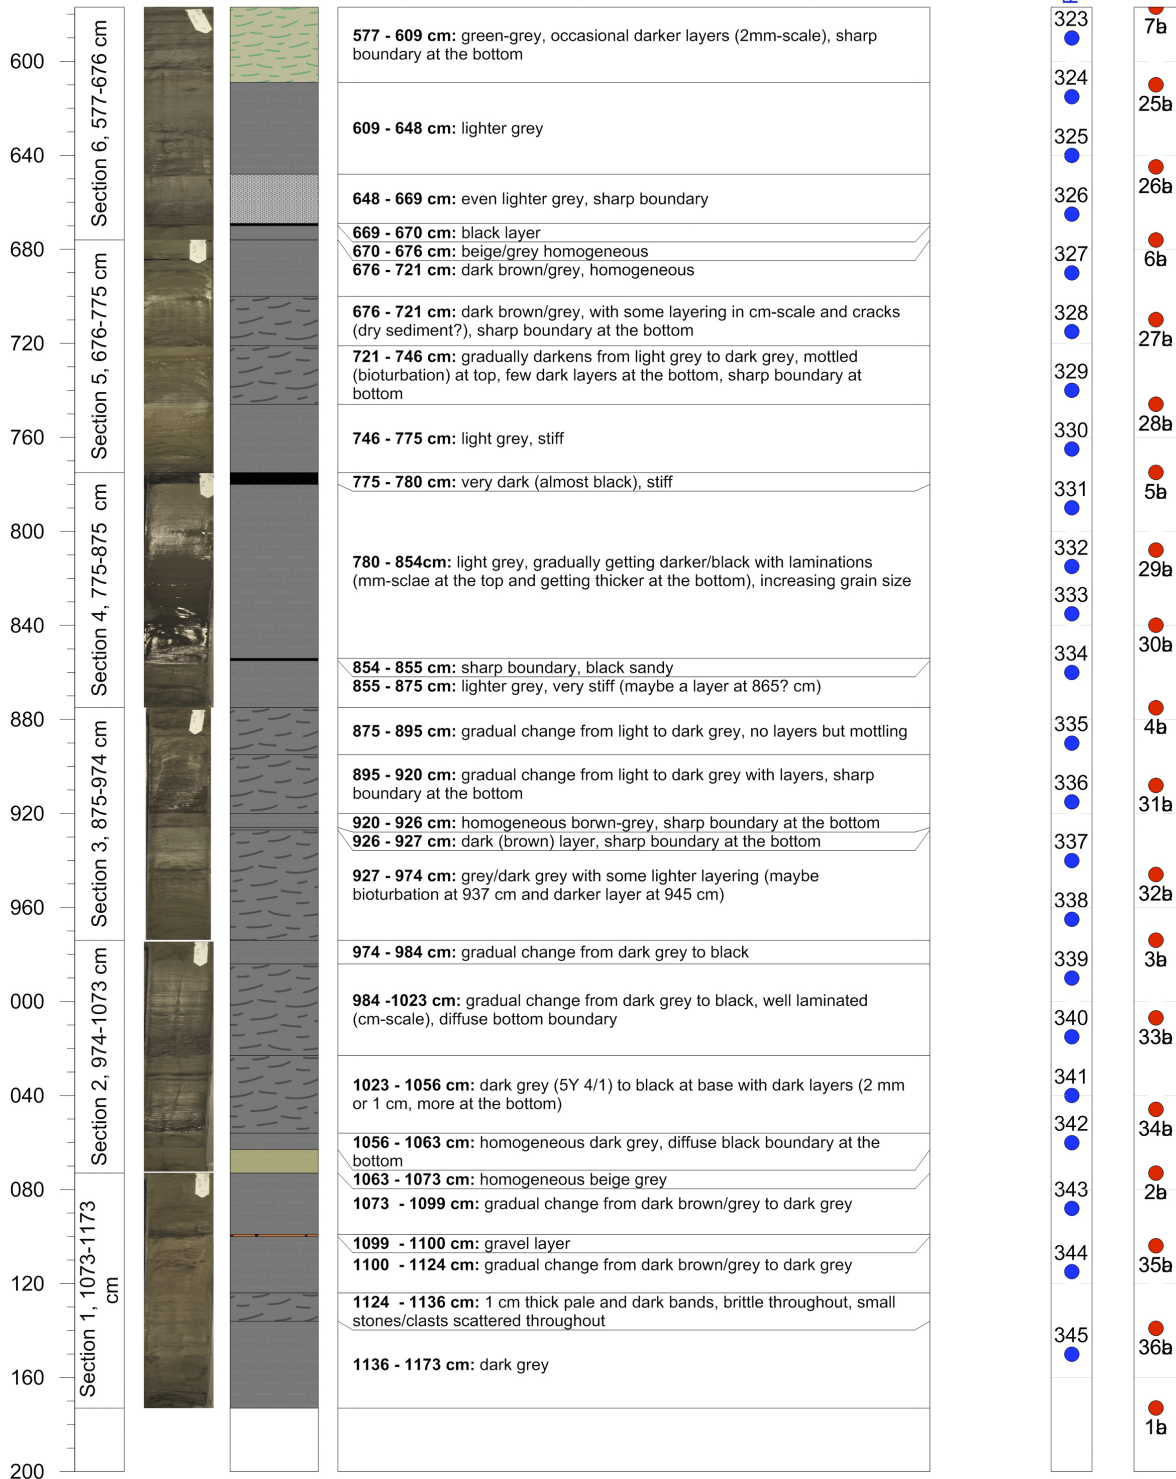 600
640
680
720
760
800
840
880
920
960
000
040
080
120
160
200
Section 6, 577-676 cm
Section 5, 676-775 cm
Section 4, 775-875 cm
Section 3, 875-974 cm
Section 2, 974-1073 cm
Section 1, 1073-1173
cm
577 - 609 cm: green-grey, occasional darker layers (2mm-scale), sharp
boundary at the bottom
609 - 648 cm: lighter grey
648 - 669 cm: even lighter grey, sharp boundary
669 - 670 cm: black layer
670 - 676 cm: beige/grey homogeneous
676 - 721 cm: dark brown/grey, homogeneous
676 - 721 cm: dark brown/grey, with some layering in cm-scale and cracks
(dry sediment?), sharp boundary at the bottom
721 - 746 cm: gradually darkens from light grey to dark grey, mottled
(bioturbation) at top, few dark layers at the bottom, sharp boundary at
bottom
746 - 775 cm: light grey, stiff
775 - 780 cm: very dark (almost black), stiff
780 - 854cm: light grey, gradually getting darker/black with laminations
(mm-sclae at the top and getting thicker at the bottom), increasing grain size
854 - 855 cm: sharp boundary, black sandy
855 - 875 cm: lighter grey, very stiff (maybe a layer at 865? cm)
875 - 895 cm: gradual change from light to dark grey, no layers but mottling
895 - 920 cm: gradual change from light to dark grey with layers, sharp
boundary at the bottom
920 - 926 cm: homogeneous borwn-grey, sharp boundary at the bottom
926 - 927 cm: dark (brown) layer, sharp boundary at the bottom
927 - 974 cm: grey/dark grey with some lighter layering (maybe
bioturbation at 937 cm and darker layer at 945 cm)
974 - 984 cm: gradual change from dark grey to black
984 -1023 cm: gradual change from dark grey to black, well laminated
(cm-scale), diffuse bottom boundary
1023 - 1056 cm: dark grey (5Y 4/1) to black at base with dark layers (2 mm
or 1 cm, more at the bottom)
1056 - 1063 cm: homogeneous dark grey, diffuse black boundary at the
bottom
1063 - 1073 cm: homogeneous beige grey
1073 - 1099 cm: gradual change from dark brown/grey to dark grey
1099 - 1100 cm: gravel layer
1100 - 1124 cm: gradual change from dark brown/grey to dark grey
1124 - 1136 cm: 1 cm thick pale and dark bands, brittle throughout, small
stones/clasts scattered throughout
1136 - 1173 cm: dark grey
323
324
325
326
327
328
329
330
331
332
333
334
335
336
337
338
339
340
341
342
343
344
345